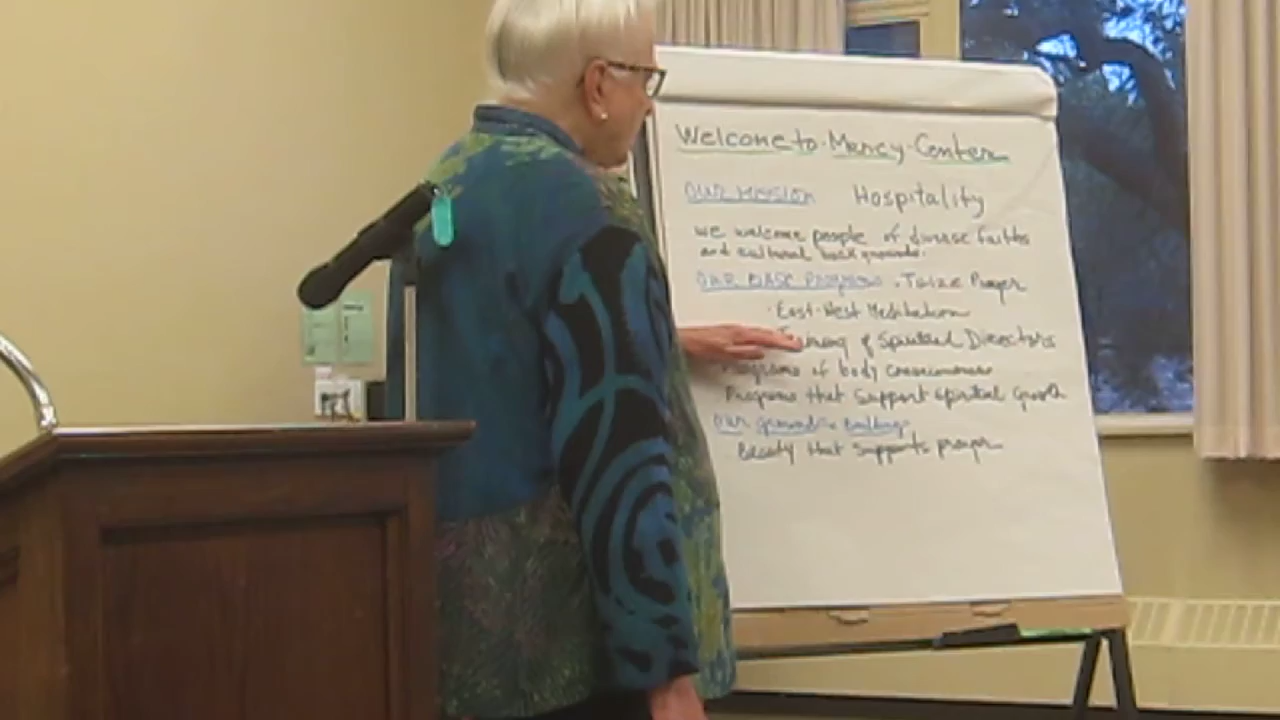 Welcome to Mercy Center
OUR MISSION Hospitality
we welcome people of diverse faiths
and cultural backgrounds.
OUR BASIC Programs . Taize Prayer
· East-West Meditation
Training of Spiritual Directors
Programs of body consciousness
Programs that support spiritual Growth
Our grounds & buildings
Beauty that supports prayer